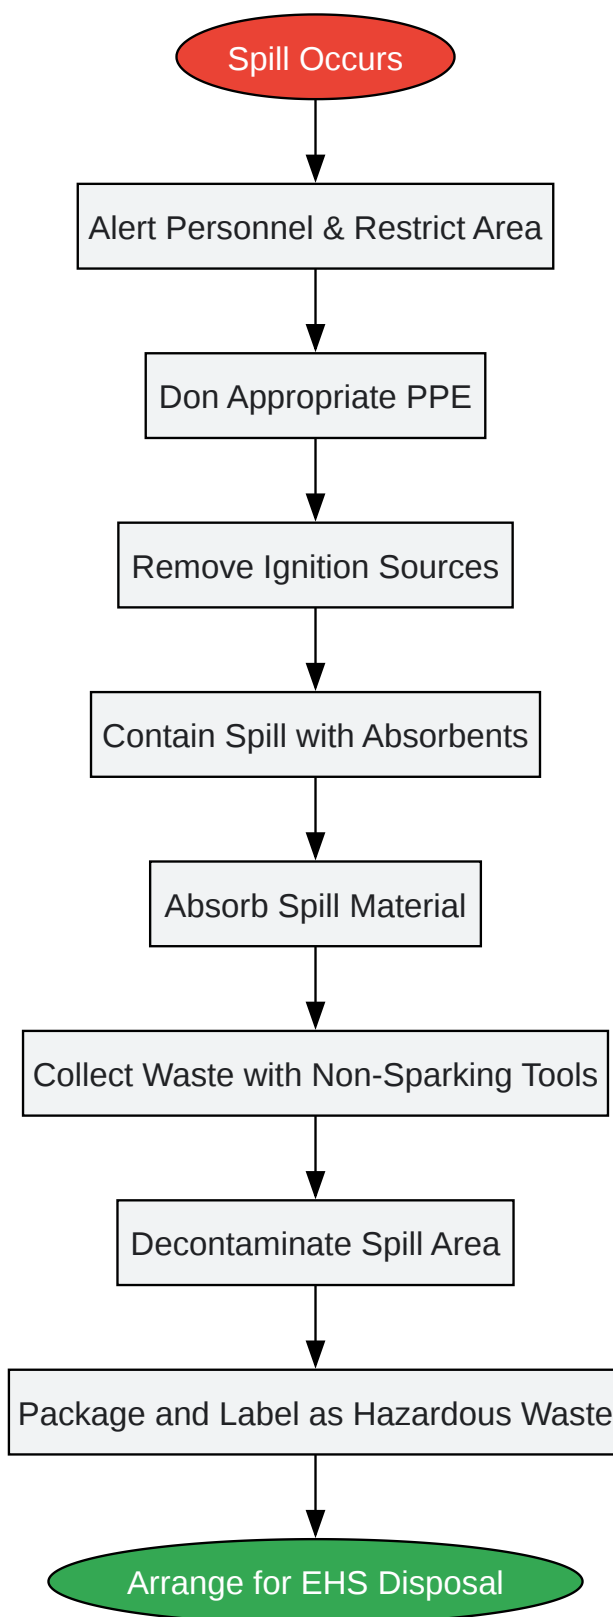 Spill Occurs
Alert Personnel & Restrict Area
Don Appropriate PPE
Remove Ignition Sources
Contain Spill with Absorbents
Absorb Spill Material
Collect Waste with Non-Sparking Tools
Decontaminate Spill Area
Package and Label as Hazardous Waste
Arrange for EHS Disposal